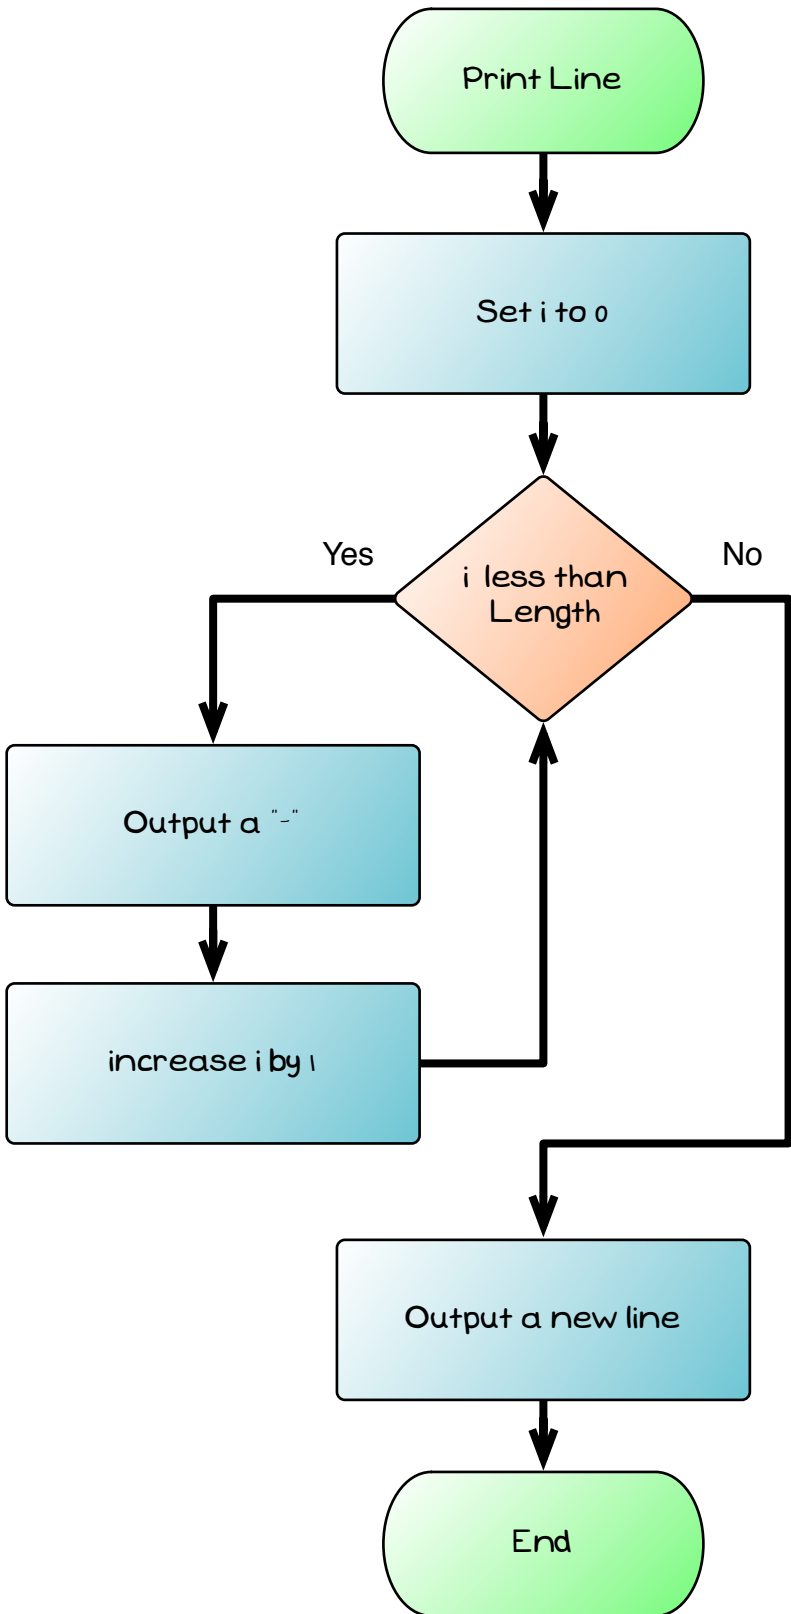 Print Line
Set i to 0
i less than
Length
Yes
No
Output a "-"
increase i by 1
Output a new line
End